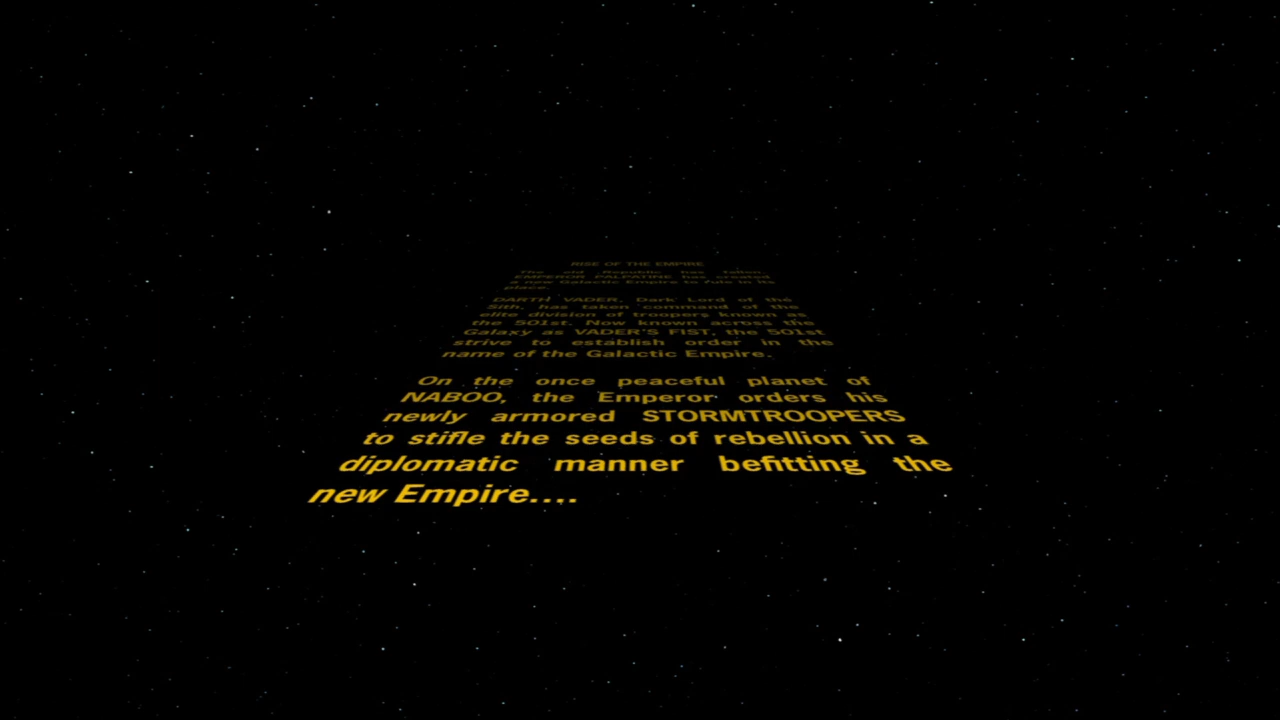 RISE OF THE EMPIRE
The old Republic has fallen.
EMPEROR PALPATINE has created
a new Galactic Empire to rule in its
place.
DARTH VADER, Dark Lord of the
Sith, has taken command of the
elite division of troopers known as
the 501st. Now known across the
Galaxy as VADER'S FIST, the 501st
strive to establish order in the
name of the Galactic Empire.
On the once peaceful planet of
NABOO, the Emperor orders his
newly armored STORMTROOPERS
to stifle the seeds of rebellion in a
diplomatic manner befitting the
new Empire....